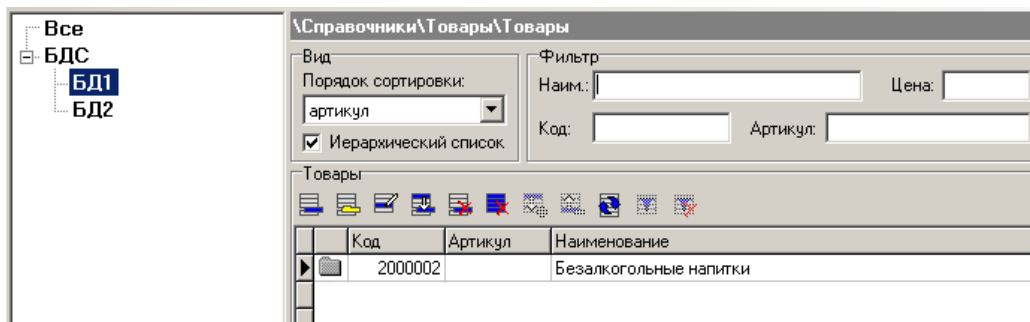 Все
БДС
БД1
БД2
\Справочники\Товары\Товары
Вид
Порядок сортировки:
артикул
Иерархический список
Фильтр
Наим.:
Цена:
Код:
Артикул:
Товары
Код Артикул Наименование
2000002 Безалкогольные напитки